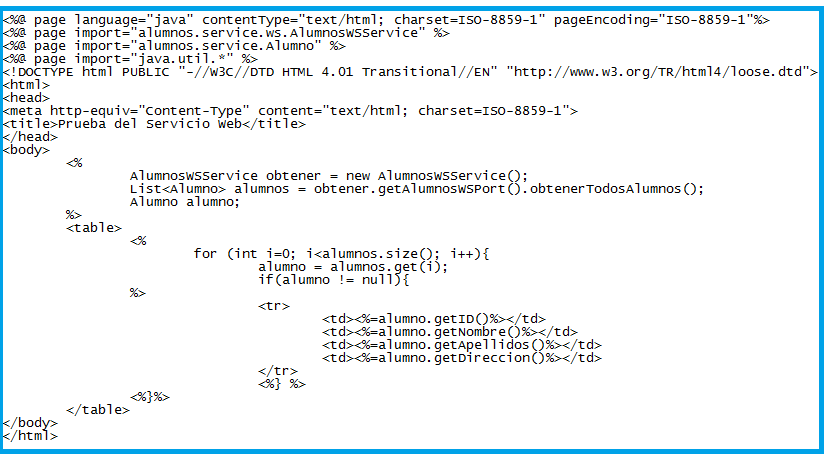 <%@ page language="java" contentType="text/html; charset=ISO-8859-1" pageEncoding="ISO-8859-1"%>
<%@ page import="alumnos.service.ws.AlumnosWSService" %>
<%@ page import="alumnos.service.Alumno" %>
<%@ page import="java.util.*" %>
<!DOCTYPE html PUBLIC "-//W3C//DTD HTML 4.01 Transitional//EN" "http://www.w3.org/TR/html4/loose.dtd">
<html>
<head>
<meta http-equiv="Content-Type" content="text/html; charset=ISO-8859-1">
<title>Prueba del Servicio Web</title>
</head>
<body>
        <%
                AlumnosWSService obtener = new AlumnosWSService();
                List<Alumno> alumnos = obtener.getAlumnosWSPort().obtenerTodosAlumnos();
                Alumno alumno;
        %>
        <table>
                <%
                        for (int i=0; i<alumnos.size(); i++){
                                alumno = alumnos.get(i);
                                if(alumno != null){
                %>
                                <tr>
                                        <td><%=alumno.getID()%></td>
                                        <td><%=alumno.getNombre()%></td>
                                        <td><%=alumno.getApellidos()%></td>
                                        <td><%=alumno.getDireccion()%></td>
                                </tr>
                                <%} %>
                <%}%>
        </table>
</body>
</html>